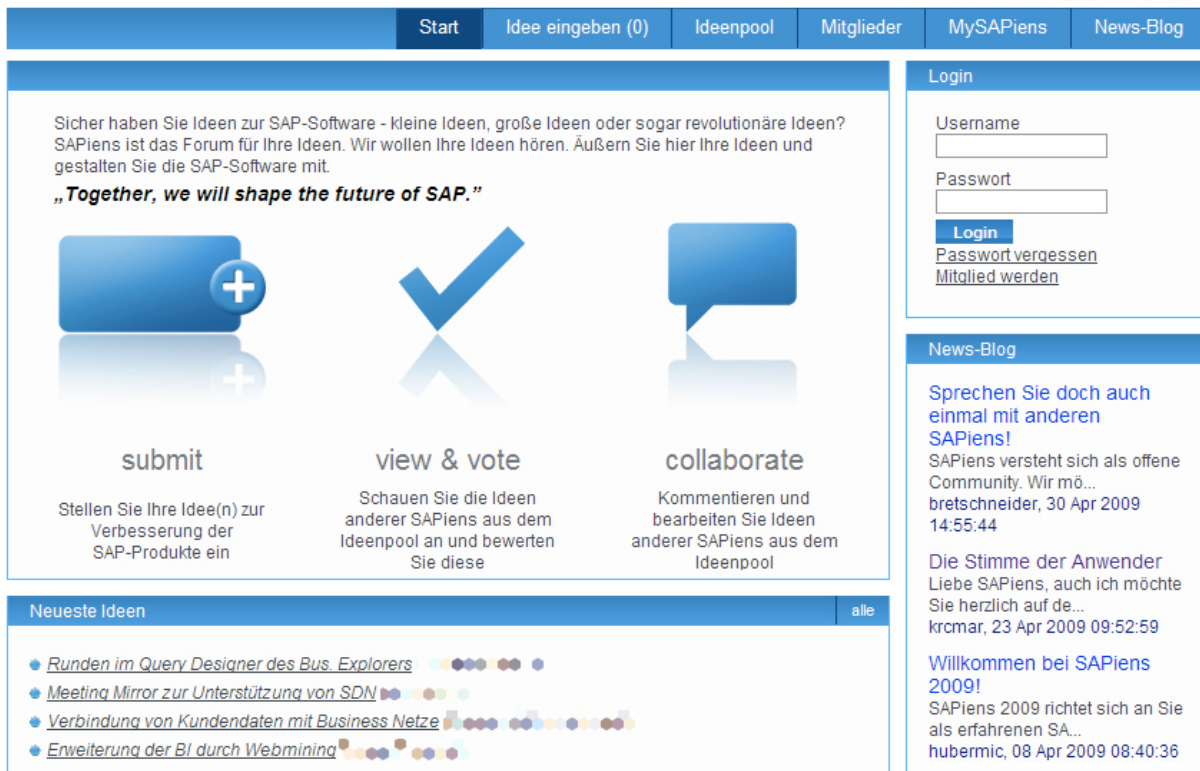 Start
Idee eingeben (0)
Ideenpool
Mitglieder
MySAPiens
News-Blog
Sicher haben Sie Ideen zur SAP-Software - kleine Ideen, große Ideen oder sogar revolutionäre Ideen?
SAPiens ist das Forum für Ihre Ideen. Wir wollen Ihre Ideen hören. Äußern Sie hier Ihre Ideen und
gestalten Sie die SAP-Software mit.
„Together, we will shape the future of SAP.”
submit
Stellen Sie Ihre Idee(n) zur
Verbesserung der
SAP-Produkte ein
view & vote
Schauen Sie die Ideen
anderer SAPiens aus dem
Ideenpool an und bewerten
Sie diese
collaborate
Kommentieren und
bearbeiten Sie Ideen
anderer SAPiens aus dem
Ideenpool
Neueste Ideen
alle
Runden im Query Designer des Bus. Explorers
Meeting Mirror zur Unterstützung von SDN
Verbindung von Kundendaten mit Business Netze
Erweiterung der BI durch Webmining
Login
Username
Passwort
Login
Passwort vergessen
Mitglied werden
News-Blog
Sprechen Sie doch auch
einmal mit anderen
SAPiens!
SAPiens versteht sich als offene
Community. Wir mö...
bretschneider, 30 Apr 2009
14:55:44
Die Stimme der Anwender
Liebe SAPiens, auch ich möchte
Sie herzlich auf de...
krcmar, 23 Apr 2009 09:52:59
Willkommen bei SAPiens
2009!
SAPiens 2009 richtet sich an Sie
als erfahrenen SA...
hubermic, 08 Apr 2009 08:40:36